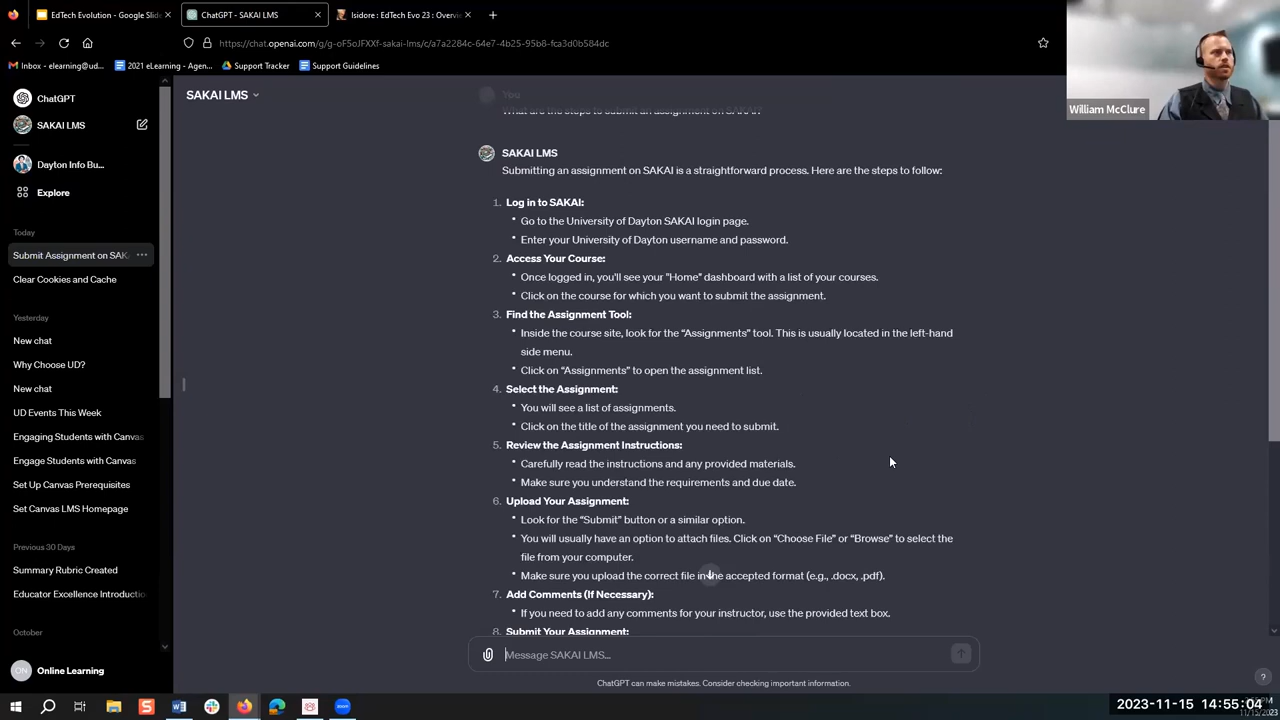 EdTech Evolution - Google Slide
ChatGPT - SAKAI LMS
Isidore : EdTech Evo 23 : Overvi
https://chat.openai.com/g/g-oF5oJFXXf-sakai-lms/c/a7a2284c-64e7-4b25-95b8-fca3d0b584dc
Inbox - elearning@ud...
2021 eLearning - Agen...
Support Tracker
Support Guidelines
William McClure
ChatGPT
SAKAI LMS
Dayton Info Bu...
Explore
Today
Submit Assignment on SAK
Clear Cookies and Cache
Yesterday
New chat
Why Choose UD?
New chat
UD Events This Week
Engaging Students with Canvas
Engage Students with Canvas
Set Up Canvas Prerequisites
Set Canvas LMS Homepage
Previous 30 Days
Summary Rubric Created
Educator Excellence Introduction
October
Online Learning
SAKAI LMS
You
What are the steps to submit an assignment on SAKAI?
SAKAI LMS
Submitting an assignment on SAKAI is a straightforward process. Here are the steps to follow:
1. Log in to SAKAI:
• Go to the University of Dayton SAKAI login page.
• Enter your University of Dayton username and password.
2. Access Your Course:
• Once logged in, you'll see your "Home" dashboard with a list of your courses.
• Click on the course for which you want to submit the assignment.
3. Find the Assignment Tool:
• Inside the course site, look for the "Assignments" tool. This is usually located in the left-hand
side menu.
• Click on "Assignments" to open the assignment list.
4. Select the Assignment:
• You will see a list of assignments.
• Click on the title of the assignment you need to submit.
5. Review the Assignment Instructions:
• Carefully read the instructions and any provided materials.
• Make sure you understand the requirements and due date.
6. Upload Your Assignment:
• Look for the "Submit" button or a similar option.
• You will usually have an option to attach files. Click on "Choose File" or "Browse" to select the
file from your computer.
• Make sure you upload the correct file in the accepted format (e.g., .docx, .pdf).
7. Add Comments (If Necessary):
• If you need to add any comments for your instructor, use the provided text box.
8. Submit Your Assignment:
Message SAKAI LMS...
ChatGPT can make mistakes. Consider checking important information.
ON
?
2023-11-15 14:55:04